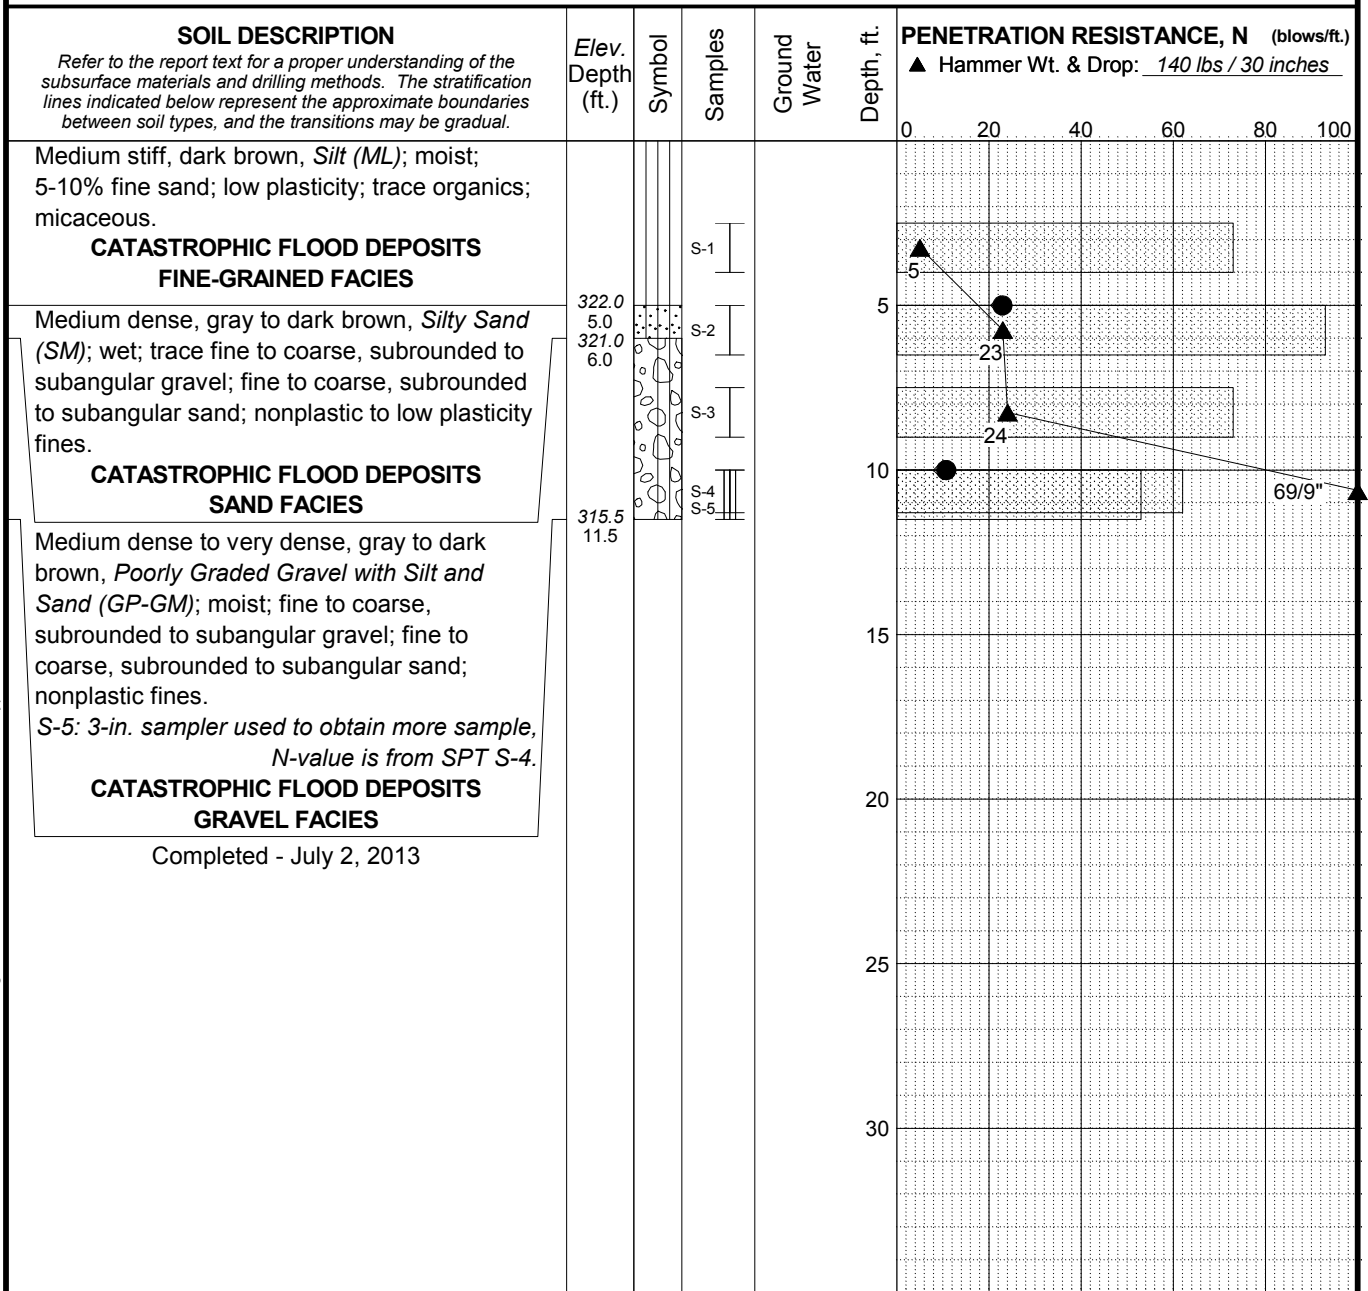 SOIL DESCRIPTION
Refer to the report text for a proper understanding of the
subsurface materials and drilling methods. The stratification
lines indicated below represent the approximate boundaries
between soil types, and the transitions may be gradual.
Elev.
Depth
(ft.)
Symbol
Samples
Ground
Water
Depth, ft.
PENETRATION RESISTANCE, N (blows/ft.)
▲ Hammer Wt. & Drop: 140 lbs / 30 inches
0 20 40 60 80 100
Medium stiff, dark brown, Silt (ML); moist;
5-10% fine sand; low plasticity; trace organics;
micaceous.
CATASTROPHIC FLOOD DEPOSITS
FINE-GRAINED FACIES
S-1
5
322.0
5.0
321.0
6.0
5
Medium dense, gray to dark brown, Silty Sand
(SM); wet; trace fine to coarse, subrounded to
subangular gravel; fine to coarse, subrounded
to subangular sand; nonplastic to low plasticity
fines.
CATASTROPHIC FLOOD DEPOSITS
SAND FACIES
S-2
23
S-3
24
10
S-4
S-5
69/9"
315.5
11.5
Medium dense to very dense, gray to dark
brown, Poorly Graded Gravel with Silt and
Sand (GP-GM); moist; fine to coarse,
subrounded to subangular gravel; fine to
coarse, subrounded to subangular sand;
nonplastic fines.
S-5: 3-in. sampler used to obtain more sample,
N-value is from SPT S-4.
CATASTROPHIC FLOOD DEPOSITS
GRAVEL FACIES
Completed - July 2, 2013
15
20
25
30